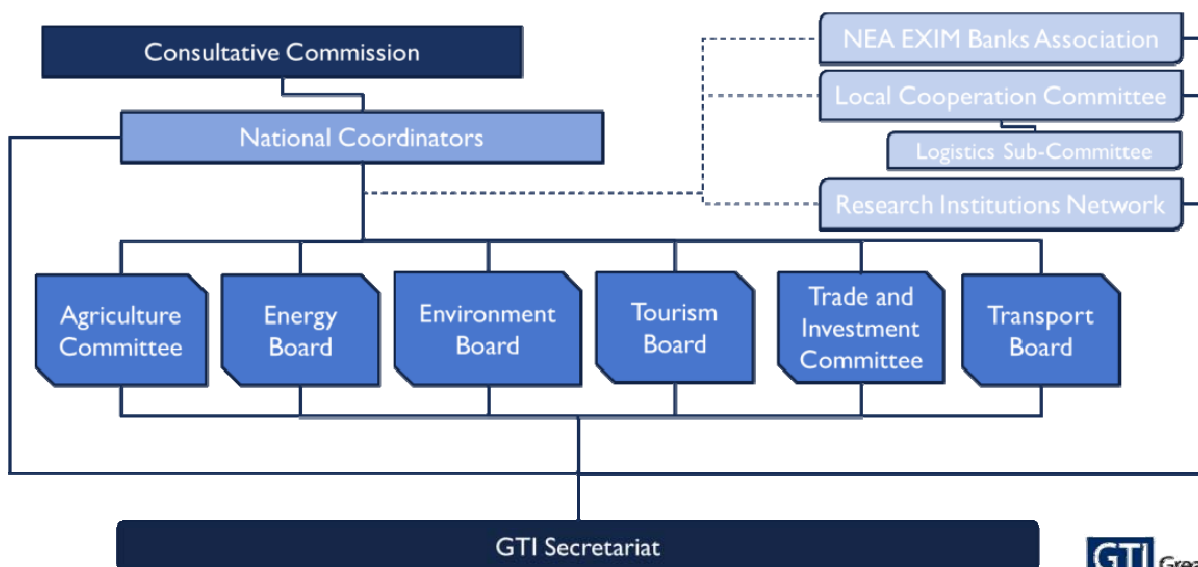 Consultative Commission
NEA EXIM Banks Association
Local Cooperation Committee
National Coordinators
Logistics Sub-Committee
Research Institutions Network
Agriculture
Committee
Energy
Board
Environment
Board
Tourism
Board
Trade and
Investment
Committee
Transport
Board
GTI Secretariat
GTI